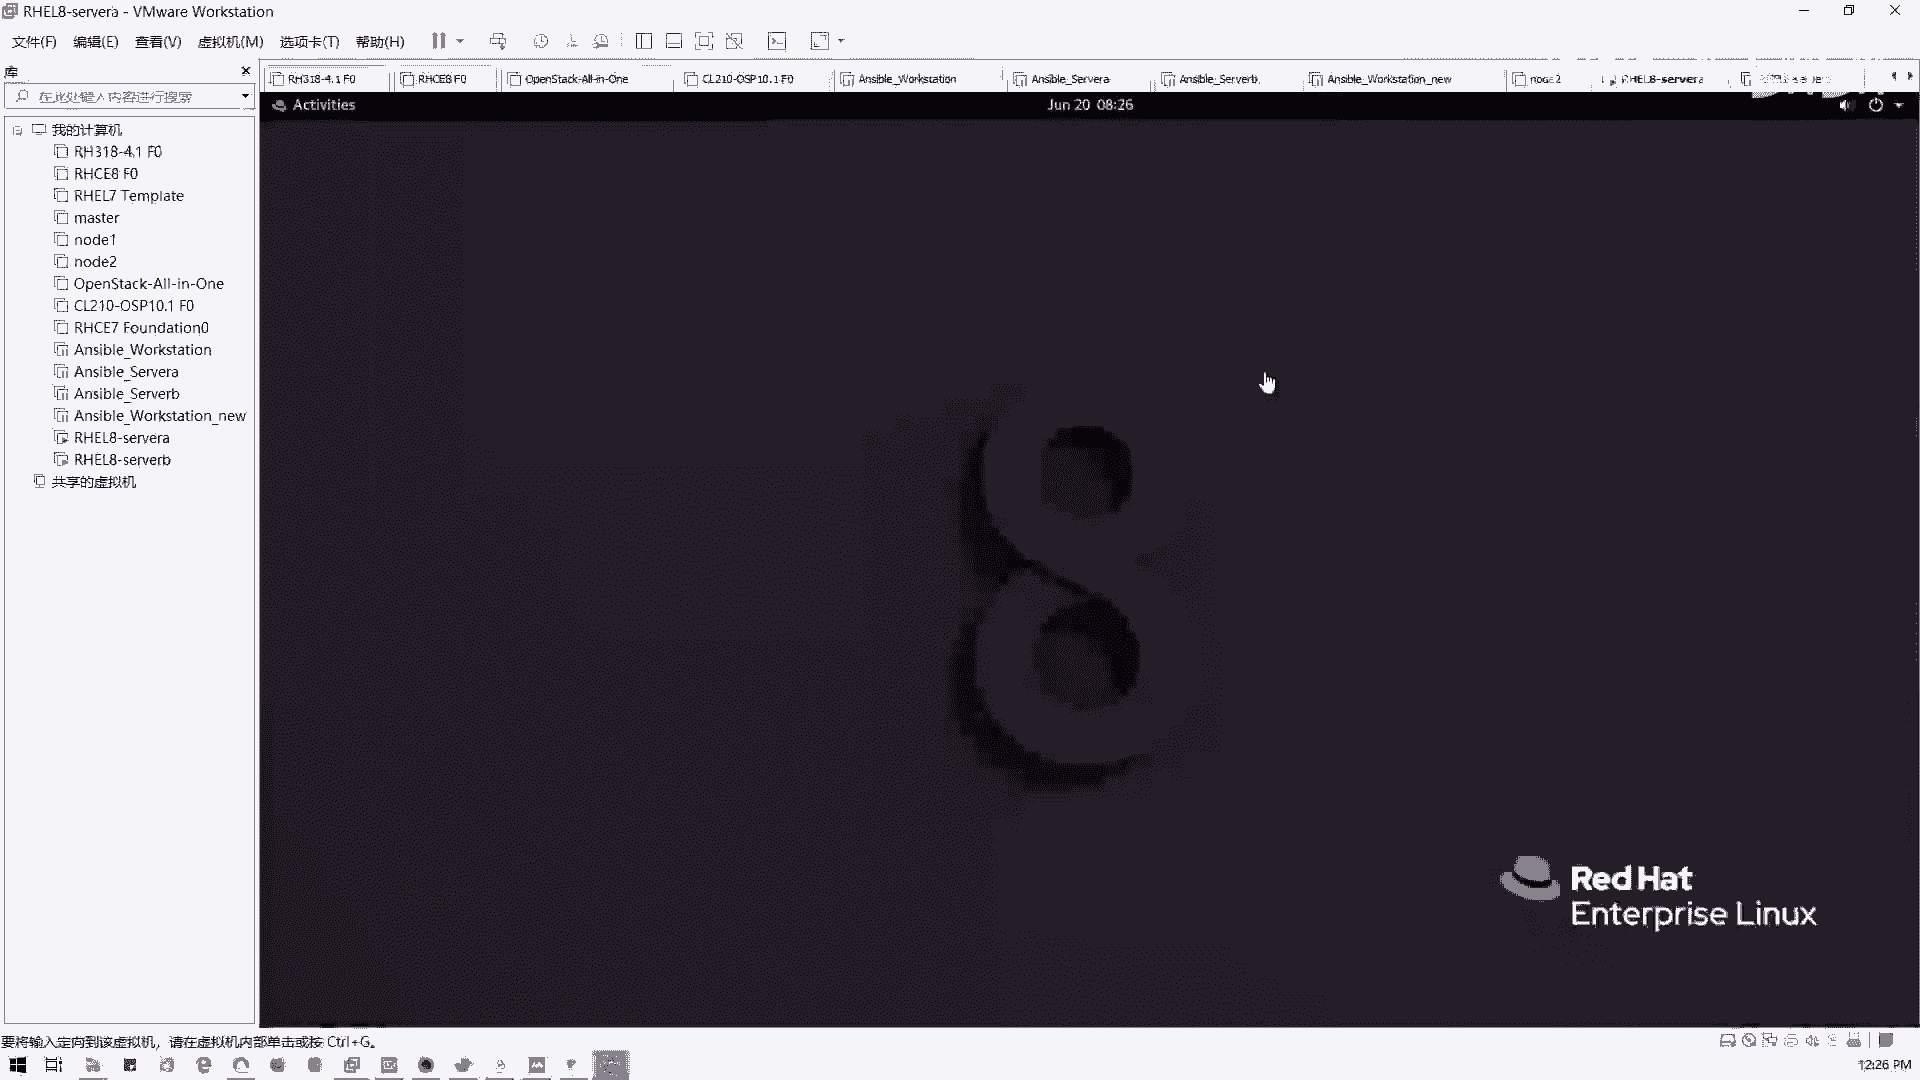 RHEL8-servera - VMware Workstation
文件(F) 编辑(E) 查看(V) 虚拟机(M) 选项卡(T) 帮助(H)
库
在此处键入内容进行搜索
我的计算机
RH318-4.1 F0
RHCE8 F0
RHEL7 Template
master
node1
node2
OpenStack-All-in-One
CL210-OSP10.1 F0
RHCE7 Foundation0
Ansible_Workstation
Ansible_Servera
Ansible_Serverb
Ansible_Workstation_new
RHEL8-servera
RHEL8-serverb
共享的虚拟机
RH318-4.1 F0 RHCE8 F0 OpenStack-All-in-One CL210-OSP10.1 F0 Ansible_Workstation Ansible_Servera Ansible_Serverb Ansible_Workstation_new node2 RHEL8-servera
Activities Jun 20 08:26
8
Red Hat
Enterprise Linux
要将输入定向到该虚拟机，请在虚拟机内部单击或按 Ctrl+G。
12:26 PM